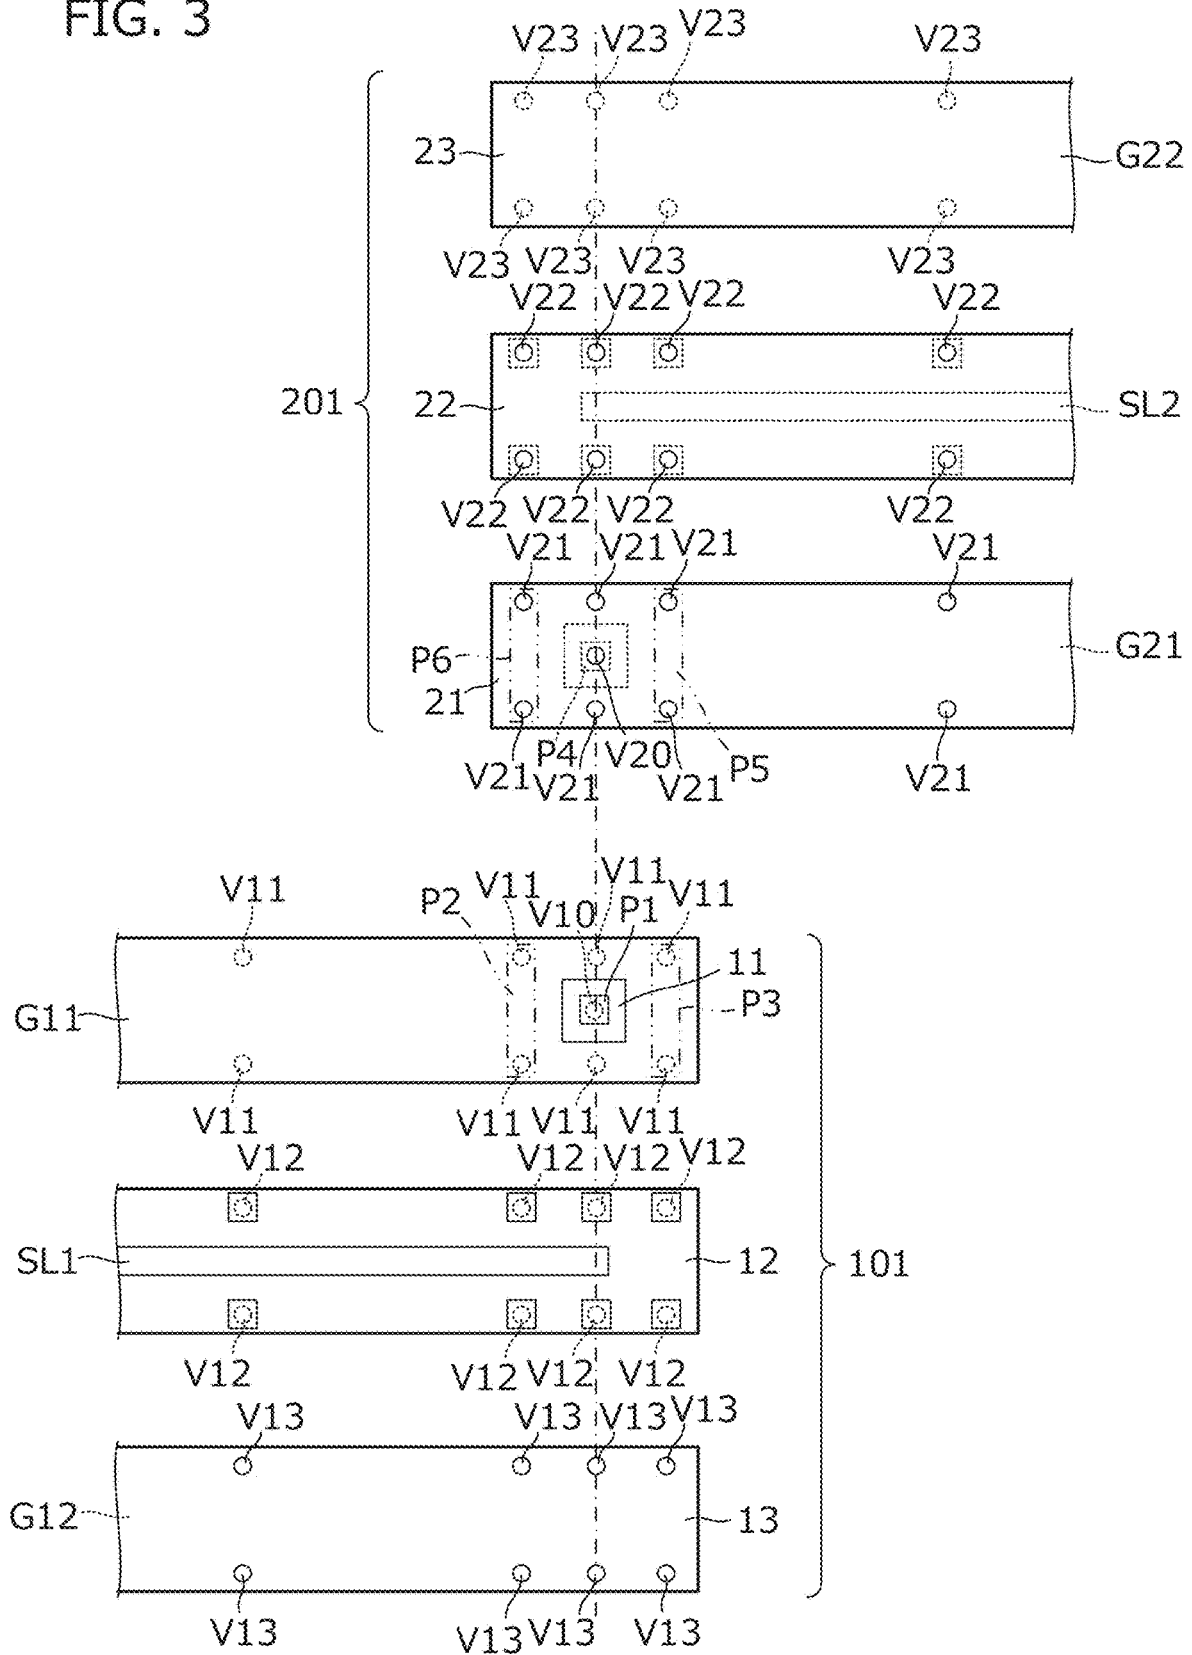 FIG. 3
V23 V23 V23 V23
23 G22
V23 V23 V23 V23
V22 V22 V22 V22
201 22 SL2
V22 V22 V22 V22
V21 V21 V21 V21
P6 G21
21
V21 P4 V20 P5
V21 V21 V21
V11 P2 V11 V10 V11 P1 V11
11
G11 P3
V11 V11 V11 V11
V12 V12 V12 V12
SL1 12 101
V12 V12 V12 V12
V13 V13 V13 V13
G12 13
V13 V13 V13 V13